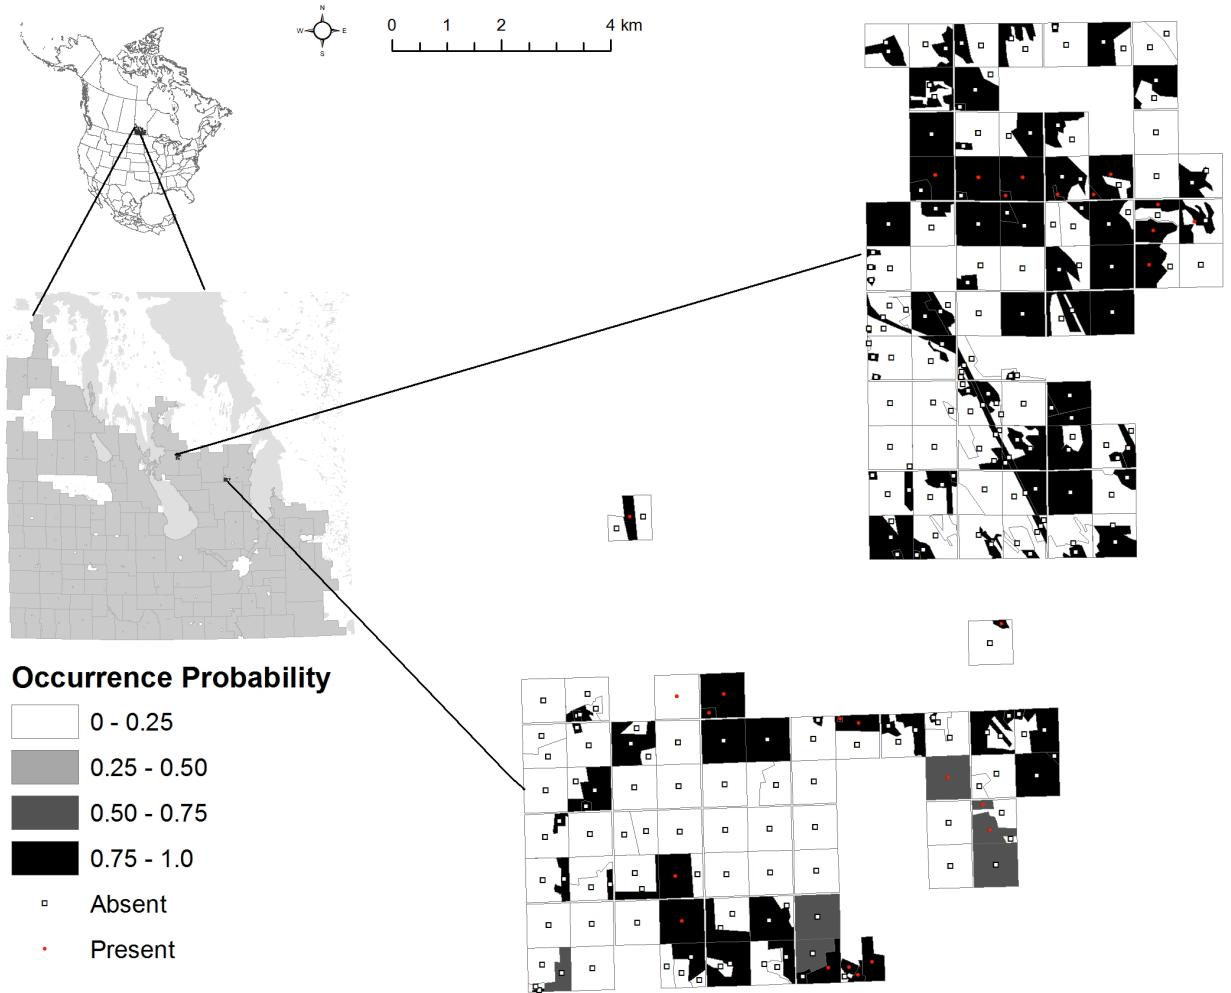 N
W E
S
0 1 2 4 km
Occurrence Probability
0 - 0.25
0.25 - 0.50
0.50 - 0.75
0.75 - 1.0
Absent
Present